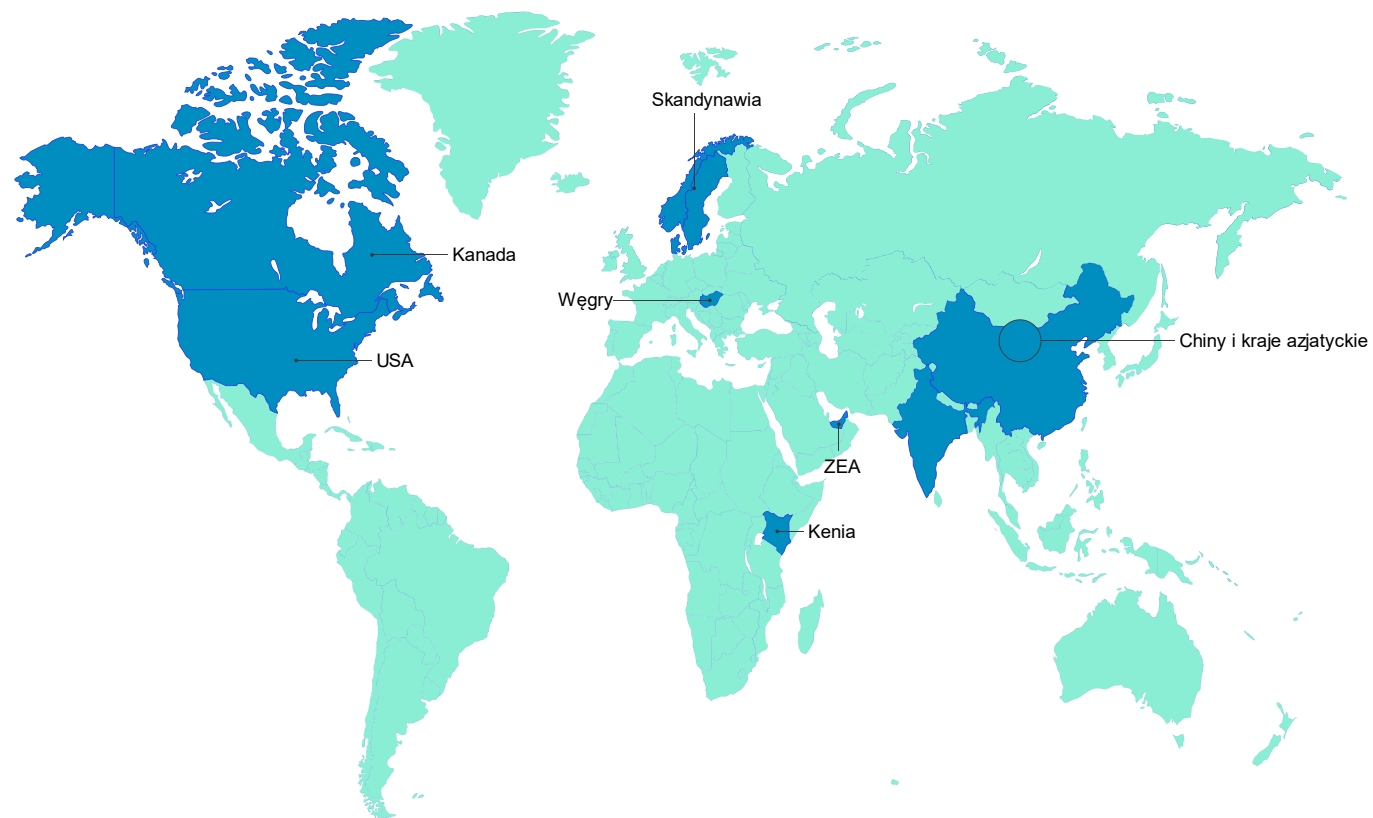 Skandynawia
Kanada
Węgry
Chiny i kraje azjatyckie
USA
ZEA
Kenia